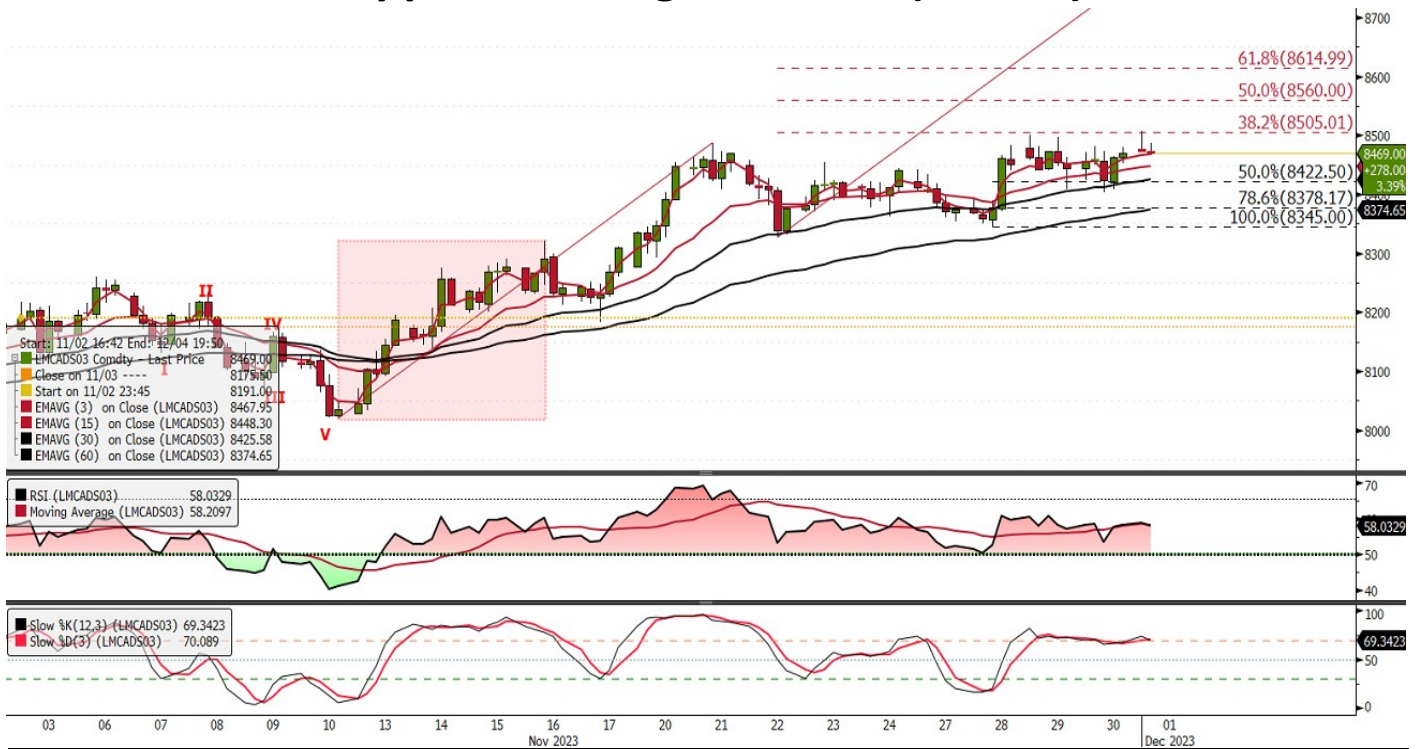 8700
61.8%(8614.99)
8600
50.0%(8560.00)
38.2%(8505.01)
8500
8469.00
+278.00
3.39%
50.0%(8422.50)
78.6%(8378.17)
8374.65
100.0%(8345.00)
8300
8200
8100
8000
II
IV
I
III
V
Start: 11/02 16:42 End: 12/04 19:50
LMCADS03 Comdty - Last Price 8469.00
Close on 11/03 ---- 8175.50
Start on 11/02 23:45 8191.00
EMAVG (3) on Close (LMCADS03) 8467.95
EMAVG (15) on Close (LMCADS03) 8448.30
EMAVG (30) on Close (LMCADS03) 8425.58
EMAVG (60) on Close (LMCADS03) 8374.65
RSI (LMCADS03) 58.0329
Moving Average (LMCADS03) 58.2097
70
58.0329
50
40
Slow %K(12,3) (LMCADS03) 69.3423
Slow %D(3) (LMCADS03) 70.089
100
69.3423
50
0
03 06 07 08 09 10 13 14 15 16 17 20 21 22 23 24 27 28 29 30 01
Nov 2023 Dec 2023